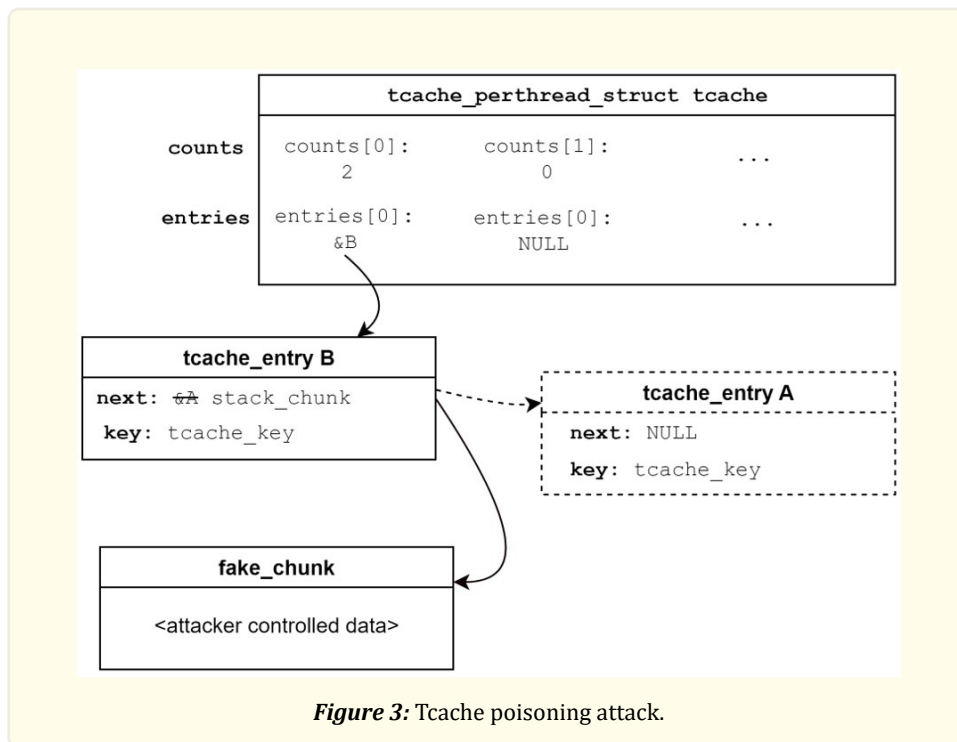 tcache_perthread_struct tcache
counts counts[0]: counts[1]: ...
2 0
entries entries[0]: entries[0]: ...
&B NULL
tcache_entry B
next: &A stack_chunk
key: tcache_key
tcache_entry A
next: NULL
key: tcache_key
fake_chunk
<attacker controlled data>
Figure 3: Tcache poisoning attack.